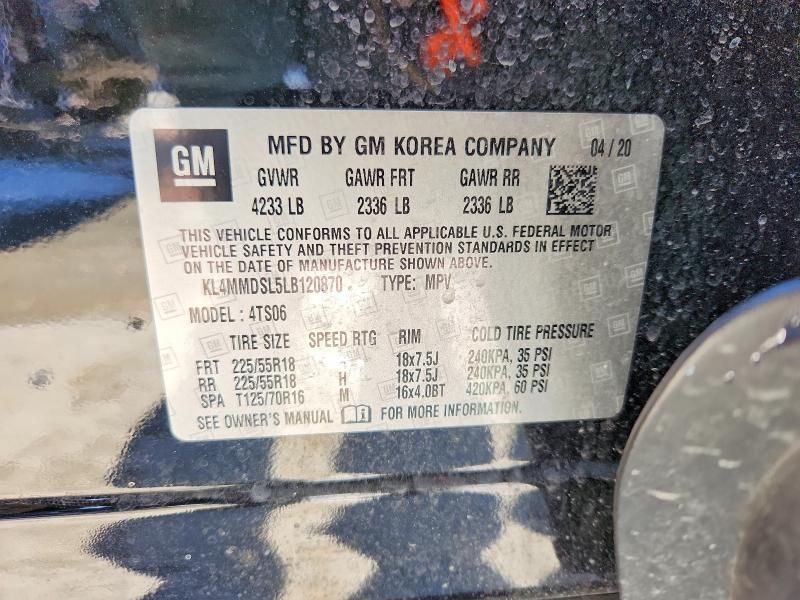 GM MFD BY GM KOREA COMPANY 04 / 20
GVWR GAWR FRT GAWR RR
4233 LB 2336 LB 2336 LB
THIS VEHICLE CONFORMS TO ALL APPLICABLE U.S. FEDERAL MOTOR
VEHICLE SAFETY AND THEFT PREVENTION STANDARDS IN EFFECT
ON THE DATE OF MANUFACTURE SHOWN ABOVE.
KL4MMDSL5LB120870 TYPE: MPV
MODEL : 4TS06
TIRE SIZE SPEED RTG RIM COLD TIRE PRESSURE
FRT 225/55R18 18x7.5J 240KPA, 35 PSI
RR 225/55R18 H 18x7.5J 240KPA, 35 PSI
SPA T125/70R16 M 16x4.0BT 420KPA, 60 PSI
SEE OWNER'S MANUAL FOR MORE INFORMATION.